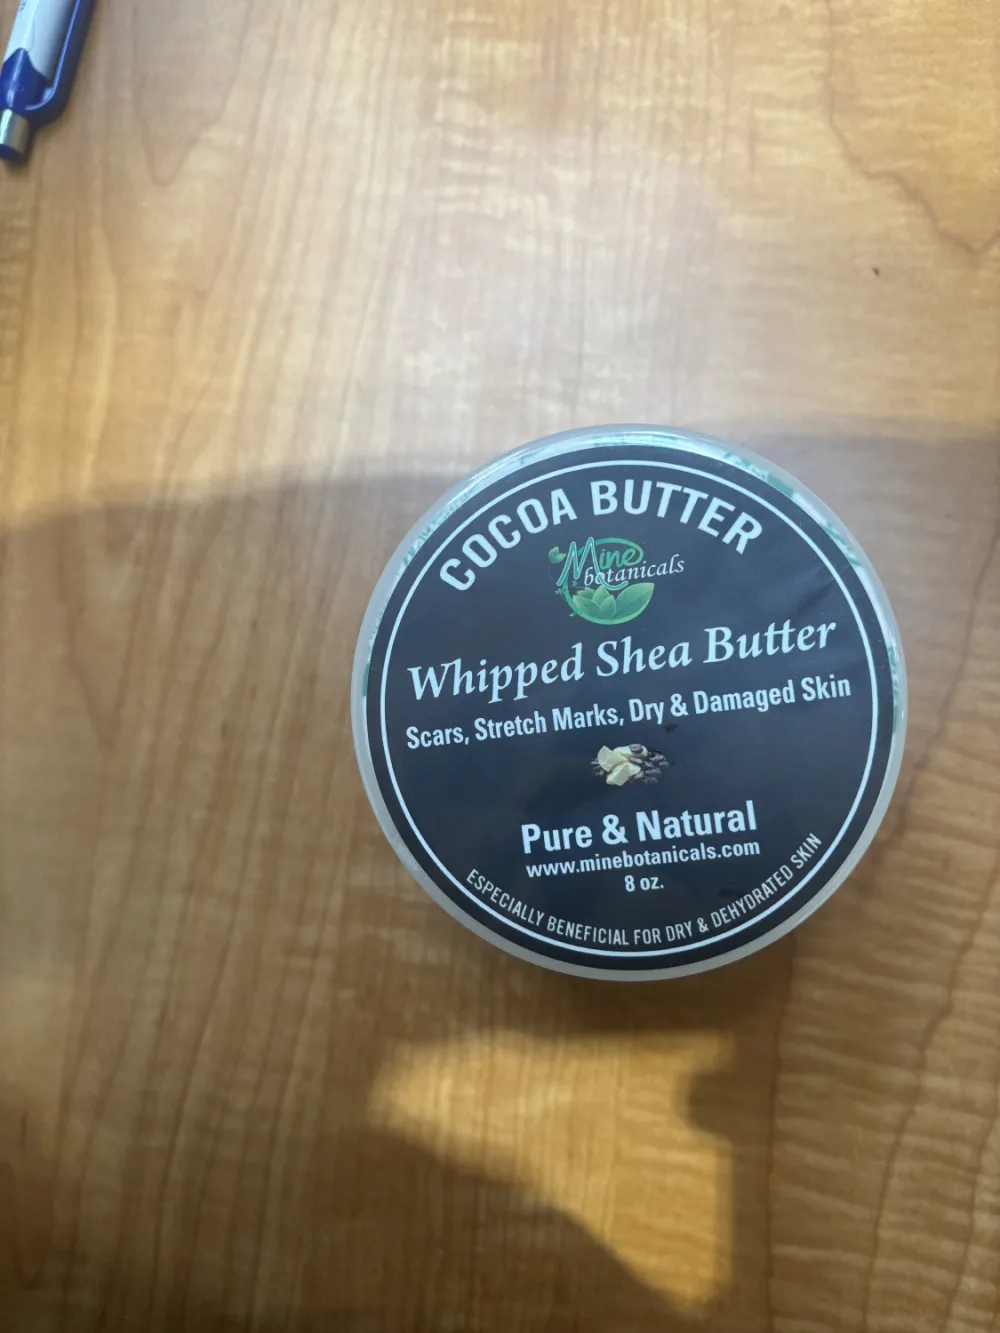 COCOA BUTTER
Mine
botanicals
Whipped Shea Butter
Scars, Stretch Marks, Dry & Damaged Skin
Pure & Natural
www.minebotanicals.com
8 oz.
ESPECIALLY BENEFICIAL FOR DRY & DEHYDRATED SKIN